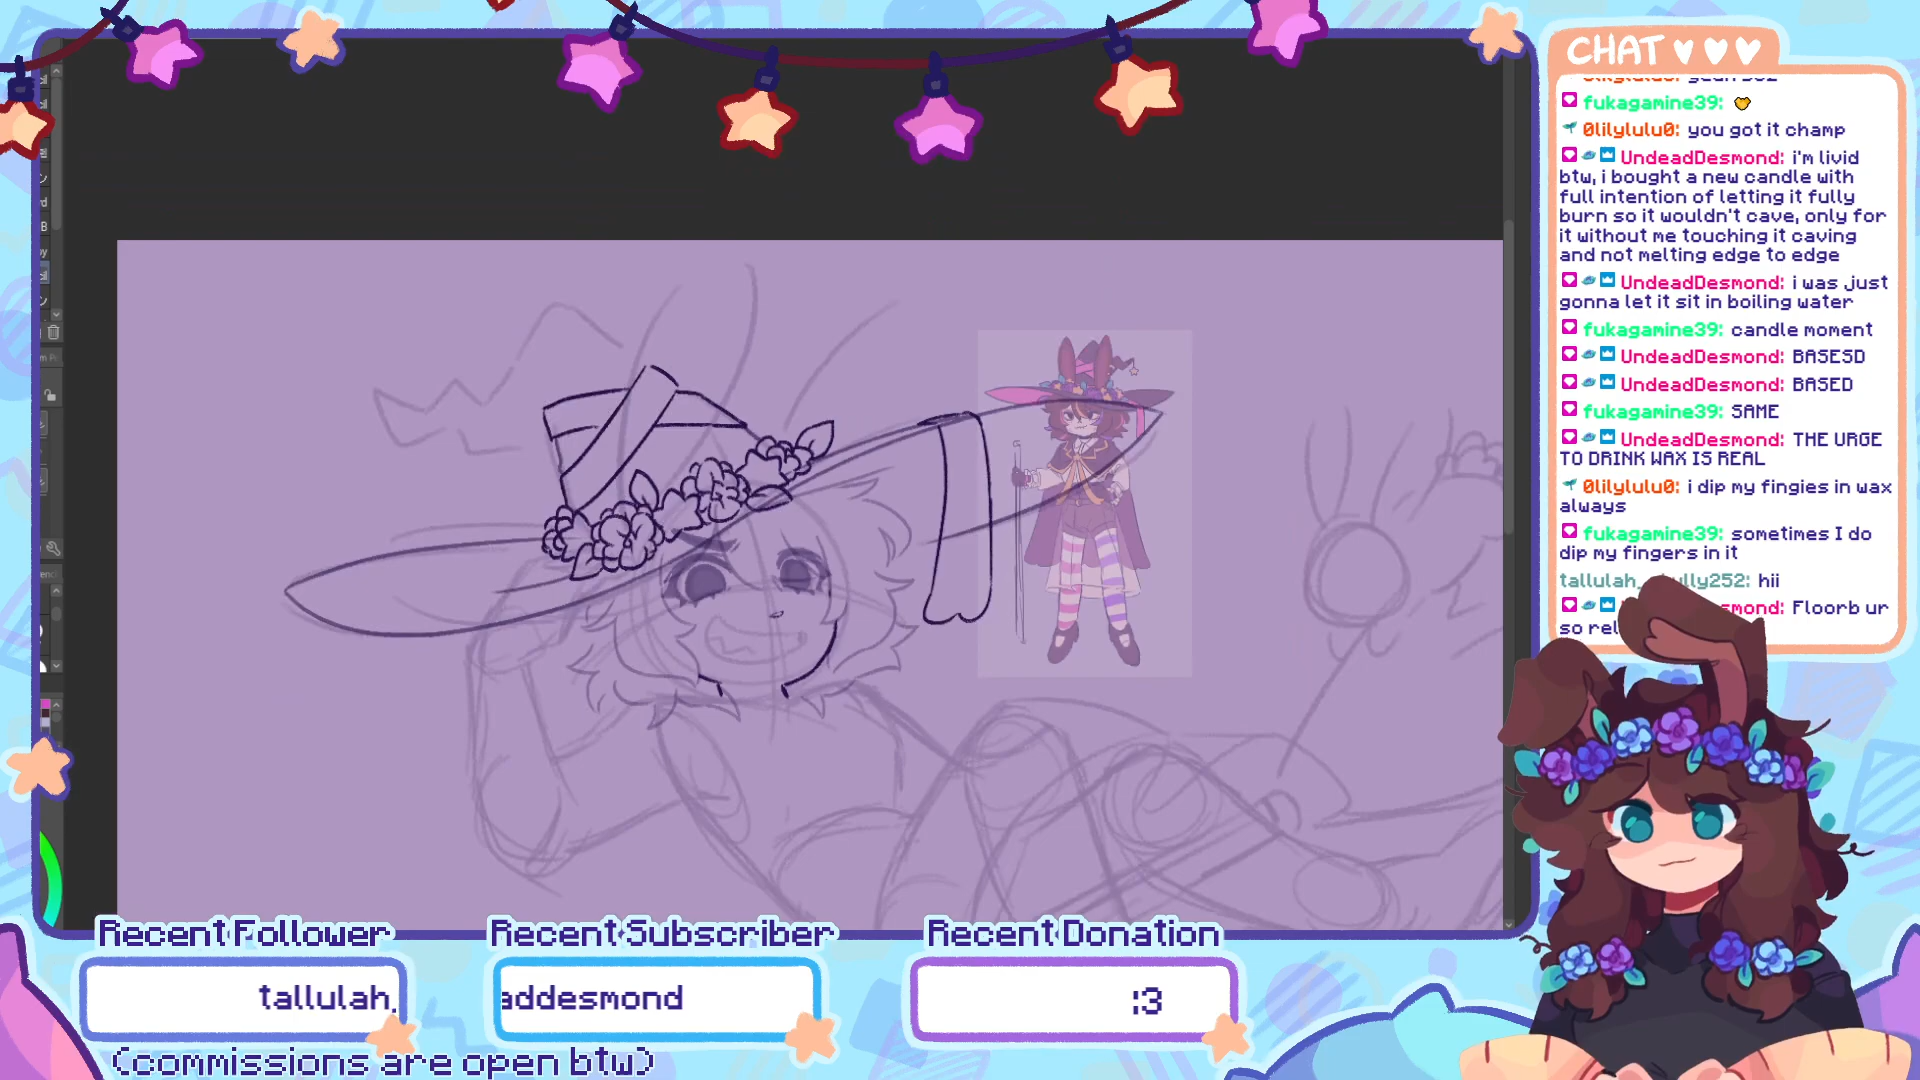 CHAT
fukagamine39:
0lilylulu0: you got it champ
UndeadDesmond: i'm livid
btw, i bought a new candle with
full intention of letting it fully
burn so it wouldn't cave, only for
it without me touching it caving
and not melting edge to edge
UndeadDesmond: i was just
gonna let it sit in boiling water
fukagamine39: candle moment
UndeadDesmond: BASESD
UndeadDesmond: BASED
fukagamine39: SAME
UndeadDesmond: THE URGE
TO DRINK WAX IS REAL
0lilylulu0: i dip my fingies in wax
always
fukagamine39: sometimes I do
dip my fingers in it
hii
Floorb ur
so
Recent Follower
tallulah_
Recent Subscriber
addesmond
Recent Donation
:3
(commissions are open btw)